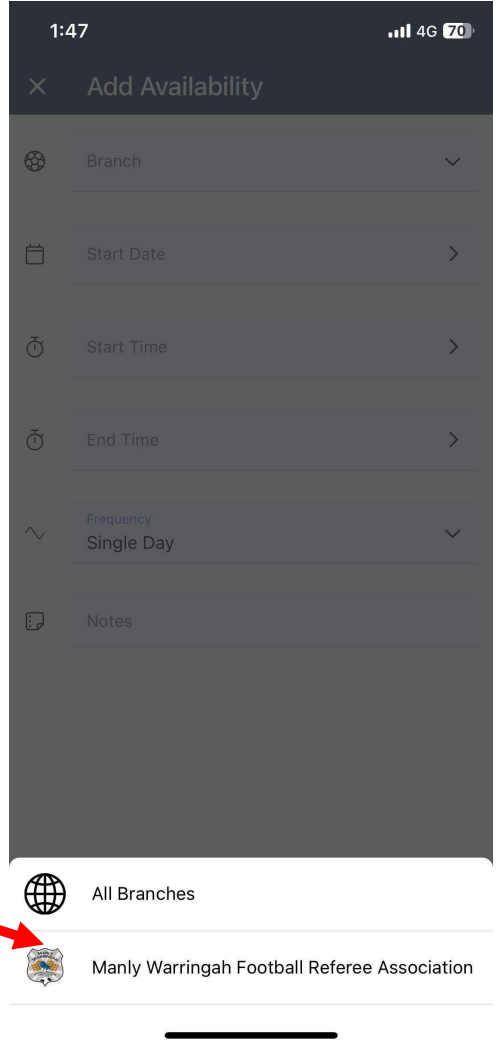 1:47
4G 70
Add Availability
Branch
Start Date
Start Time
End Time
Frequency
Single Day
Notes
All Branches
Manly Warringah Football Referee Association